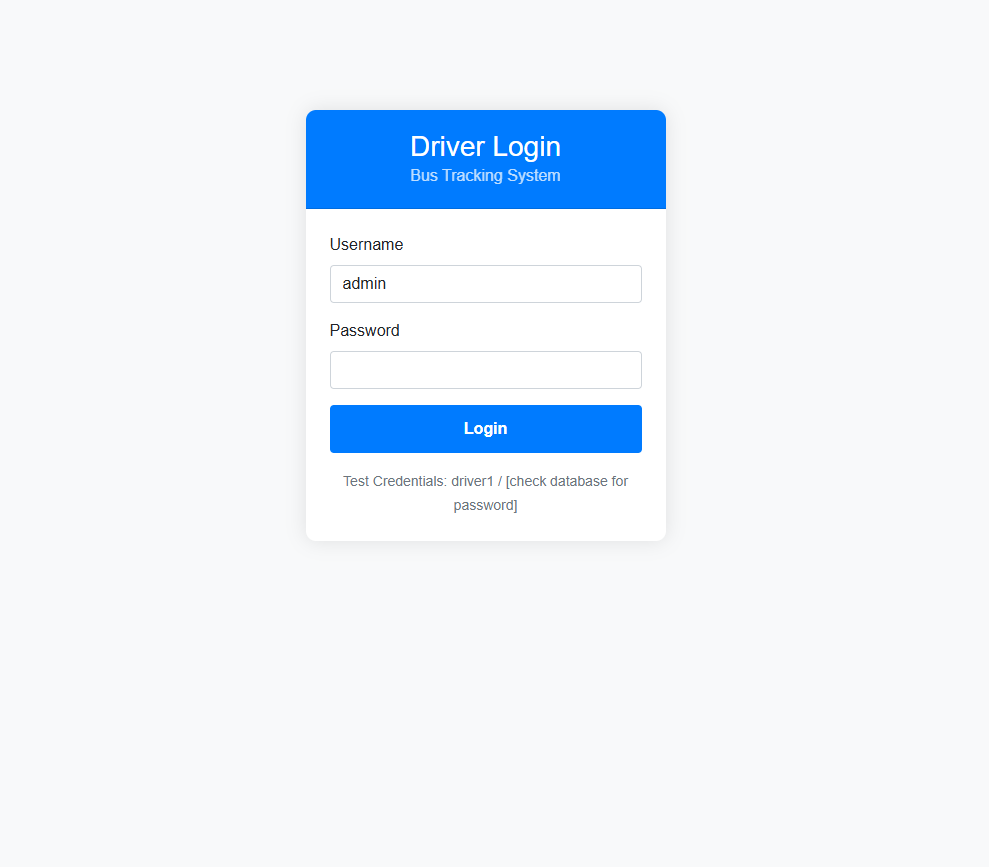 Driver Login
Bus Tracking System
Username
admin
Password
Login
Test Credentials: driver1 / [check database for
password]